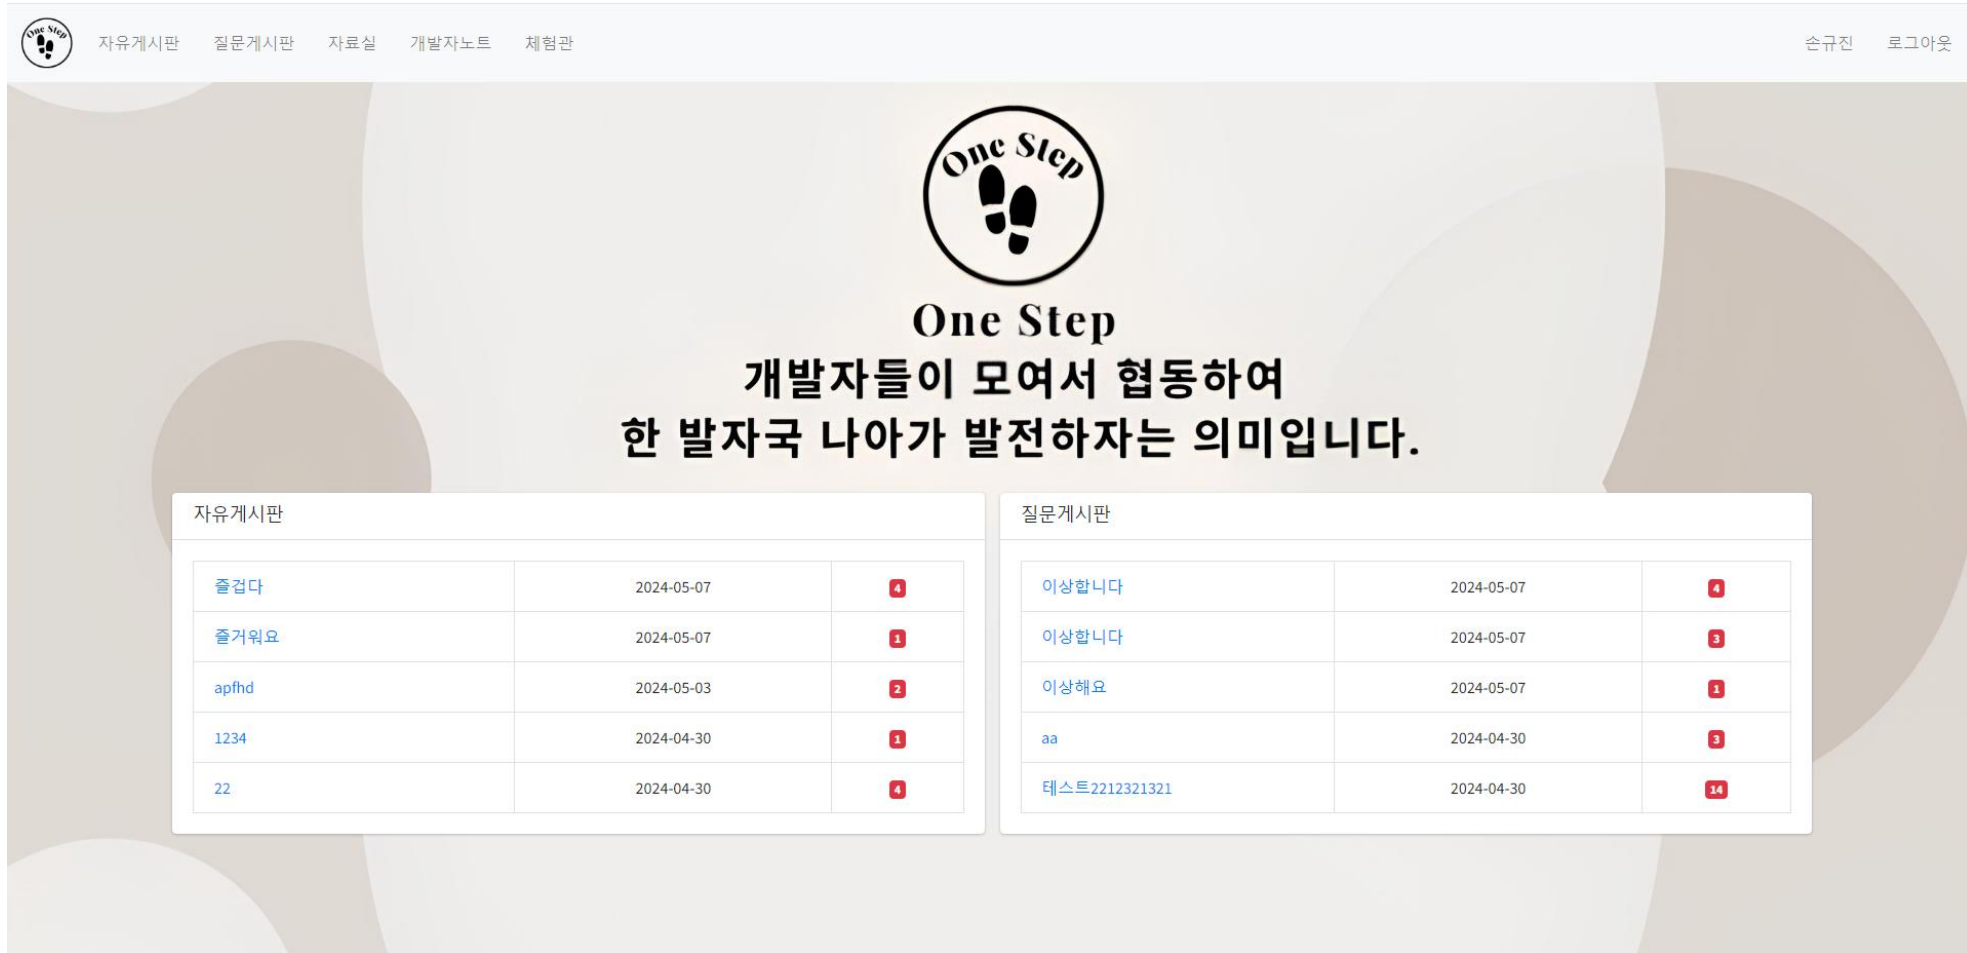 One Step 자유게시판 질문게시판 자료실 개발자노트 체험관 손규진 로그아웃
One Step
One Step
개발자들이 모여서 협동하여
한 발자국 나아가 발전하자는 의미입니다.
자유게시판
즐겁다 2024-05-07 4
즐거워요 2024-05-07 1
apfhd 2024-05-03 2
1234 2024-04-30 1
22 2024-04-30 4
질문게시판
이상합니다 2024-05-07 4
이상합니다 2024-05-07 3
이상해요 2024-05-07 1
aa 2024-04-30 3
테스트2212321321 2024-04-30 14